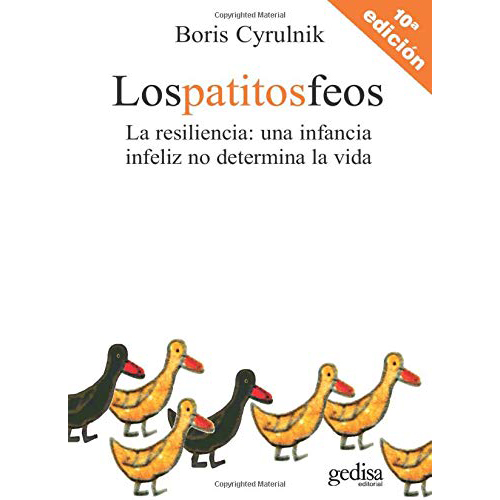 Copyrighted Material
Boris Cyrulnik
10ª
edición
Lospatitosfeos
La resiliencia: una infancia
infeliz no determina la vida
gedisa
editorial
Copyrighted Material